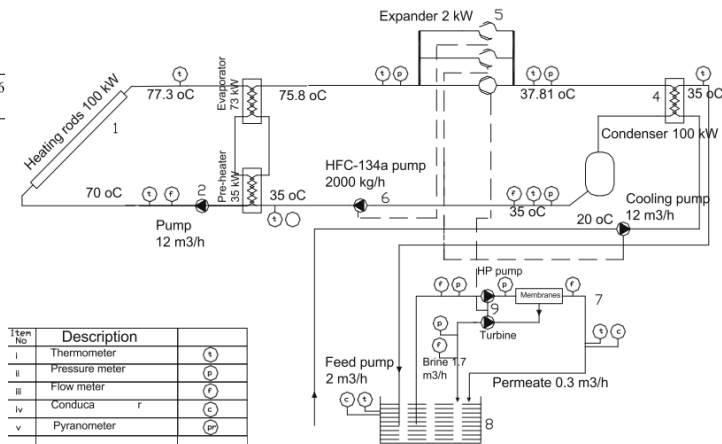 Expander 2 kW
5
t
t
p
t
p
6
77.3 oC
Evaporator
73 kW
75.8 oC
37.81 oC
4
35 oC
Heating rods 100 kW
1
Condenser 100 kW
HFC-134a pump
2000 kg/h
Pre-heater
35 kW
70 oC
t
f
2
35 oC
6
f
t
p
35 oC
Cooling pump
12 m3/h
t
20 oC
Pump
12 m3/h
HP pump
f
p
p
Membranes
f
7
9
Turbine
p
f
t
c
Item
No
Description
i
Thermometer
t
ii
Pressure meter
p
iii
Flow meter
f
iv
Conduca r
c
v
Pyranometer
pr
Feed pump
2 m3/h
Brine 1.7
m3/h
Permeate 0.3 m3/h
c
t
8